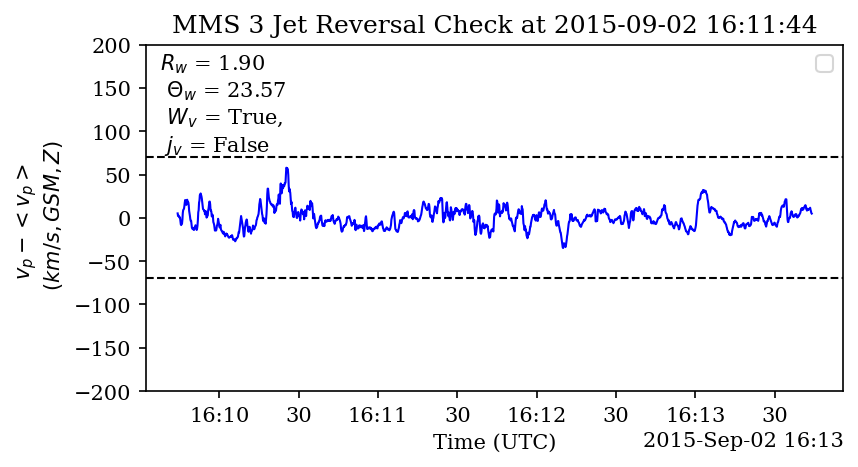 MMS 3 Jet Reversal Check at 2015-09-02 16:11:44
200
150
100
50
0
−50
−100
−150
−200
v_p − < v_p >
(km/s, GSM, Z)
R_w = 1.90
Θ_w = 23.57
W_v = True,
j_v = False
16:10 30 16:11 30 16:12 30 16:13 30
Time (UTC)
2015-Sep-02 16:13